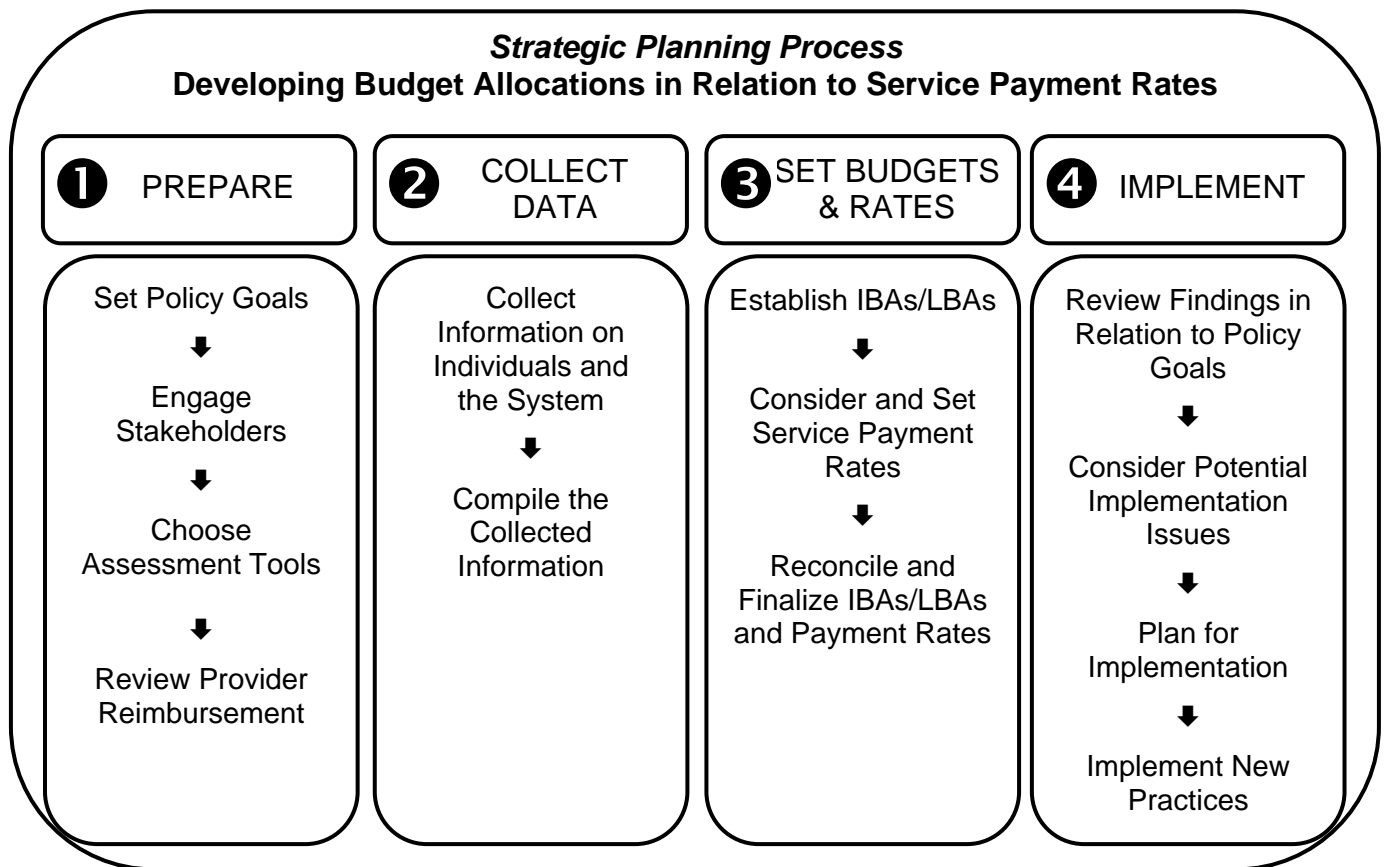 Strategic Planning Process
Developing Budget Allocations in Relation to Service Payment Rates
1 PREPARE
Set Policy Goals
Engage
Stakeholders
Choose
Assessment Tools
Review Provider
Reimbursement
2 COLLECT
DATA
Collect
Information on
Individuals and
the System
Compile the
Collected
Information
3 SET BUDGETS
& RATES
Establish IBAs/LBAs
Consider and Set
Service Payment
Rates
Reconcile and
Finalize IBAs/LBAs
and Payment Rates
4 IMPLEMENT
Review Findings in
Relation to Policy
Goals
Consider Potential
Implementation
Issues
Plan for
Implementation
Implement New
Practices